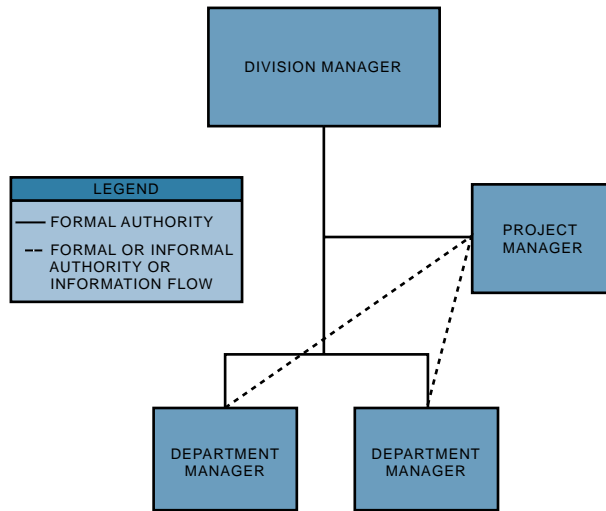 DIVISION MANAGER
LEGEND
FORMAL AUTHORITY
FORMAL OR INFORMAL
AUTHORITY OR
INFORMATION FLOW
PROJECT
MANAGER
DEPARTMENT
MANAGER
DEPARTMENT
MANAGER